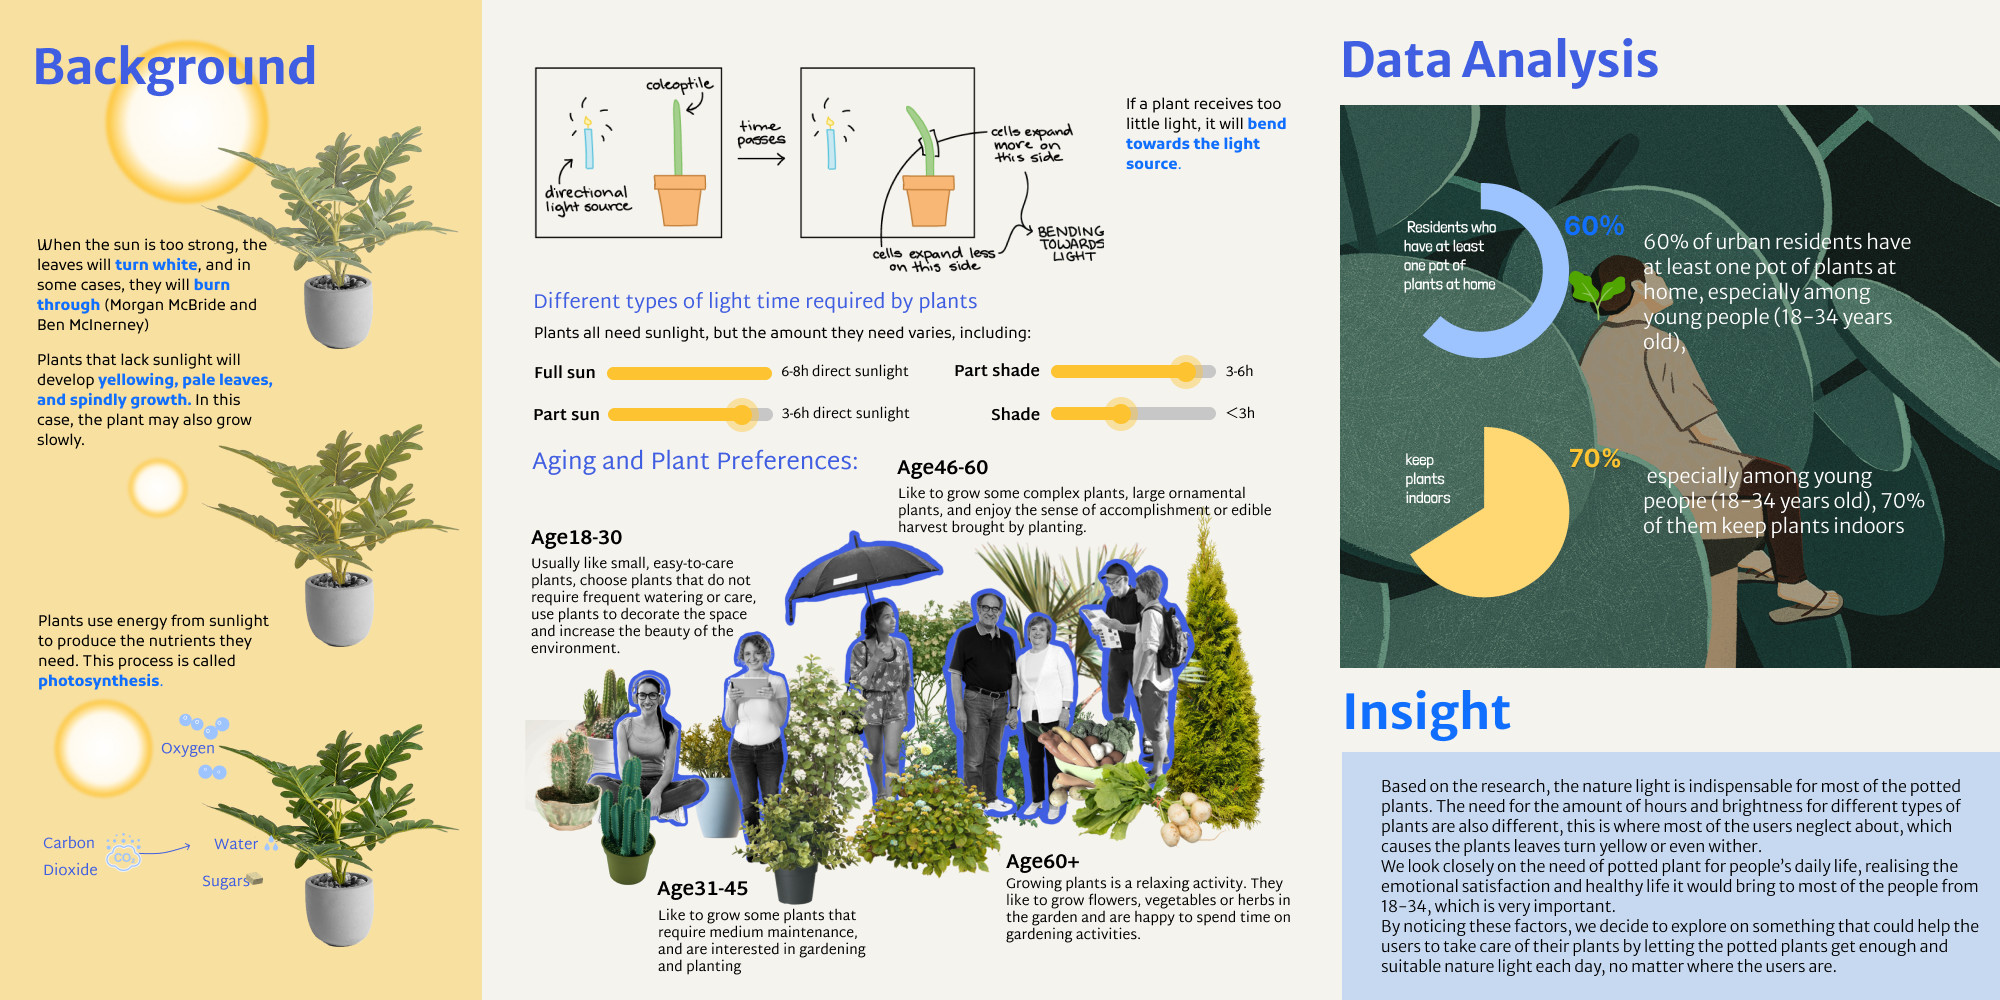 Background
When the sun is too strong, the
leaves will turn white, and in
some cases, they will burn
through (Morgan McBride and
Ben McInerney)
Plants that lack sunlight will
develop yellowing, pale leaves,
and spindly growth. In this
case, the plant may also grow
slowly.
Plants use energy from sunlight
to produce the nutrients they
need. This process is called
photosynthesis.
Oxygen
Carbon
Dioxide
CO₂
Water
Sugars
coleoptile
directional
light source
time
passes
cells expand
more on
this side
cells expand less
on this side
BENDING
TOWARDS
LIGHT
If a plant receives too
little light, it will bend
towards the light
source.
Different types of light time required by plants
Plants all need sunlight, but the amount they need varies, including:
Full sun 6-8h direct sunlight
Part shade 3-6h
Part sun 3-6h direct sunlight
Shade <3h
Aging and Plant Preferences:
Age46-60
Like to grow some complex plants, large ornamental
plants, and enjoy the sense of accomplishment or edible
harvest brought by planting.
Age18-30
Usually like small, easy-to-care
plants, choose plants that do not
require frequent watering or care,
use plants to decorate the space
and increase the beauty of the
environment.
Age31-45
Like to grow some plants that
require medium maintenance,
and are interested in gardening
and planting
Age60+
Growing plants is a relaxing activity. They
like to grow flowers, vegetables or herbs in
the garden and are happy to spend time on
gardening activities.
Data Analysis
Residents who
have at least
one pot of
plants at home
60%
60% of urban residents have
at least one pot of plants at
home, especially among
young people (18-34 years
old),
keep
plants
indoors
70%
especially among young
people (18-34 years old), 70%
of them keep plants indoors
Insight
Based on the research, the nature light is indispensable for most of the potted
plants. The need for the amount of hours and brightness for different types of
plants are also different, this is where most of the users neglect about, which
causes the plants leaves turn yellow or even wither.
We look closely on the need of potted plant for people's daily life, realising the
emotional satisfaction and healthy life it would bring to most of the people from
18-34, which is very important.
By noticing these factors, we decide to explore on something that could help the
users to take care of their plants by letting the potted plants get enough and
suitable nature light each day, no matter where the users are.